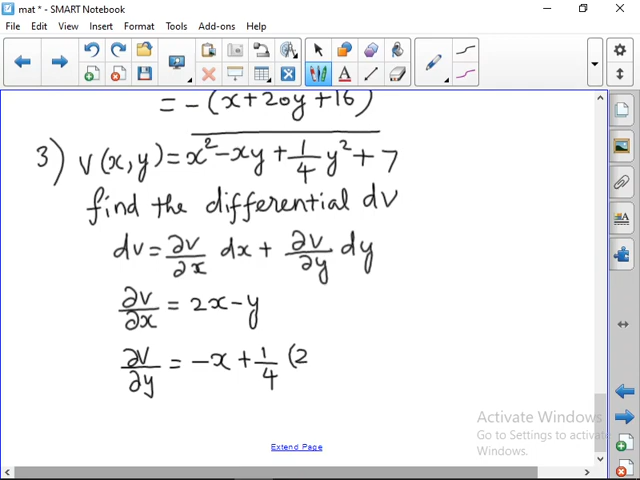 mat * - SMART Notebook
File Edit View Insert Format Tools Add-ons Help
= - (x + 20y + 16)
3) V(x, y) = x² - xy + 1/4 y² + 7
find the differential dV
dV = ∂V/∂x dx + ∂V/∂y dy
∂V/∂x = 2x - y
∂V/∂y = -x + 1/4 (2
Activate Windows
Go to Settings to activate
Windows.
Extend Page